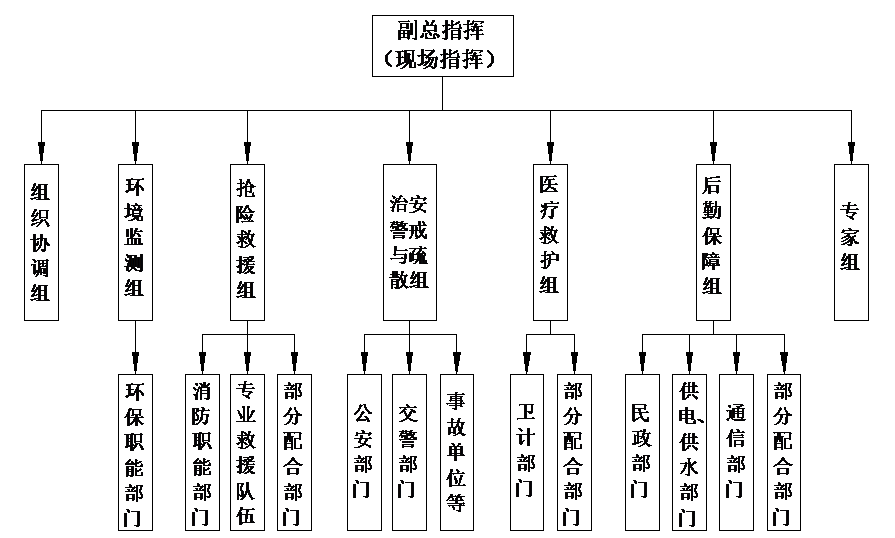 副总指挥
（现场指挥）
组织协调组
环境监测组
抢险救援组
治安警戒与疏散组
医疗救护组
后勤保障组
专家组
环保职能部门
消防职能部门
专业救援队伍
部分配合部门
公安部门
交警部门
事故单位等
卫计部门
部分配合部门
民政部门
供电、供水部门
通信部门
部分配合部门